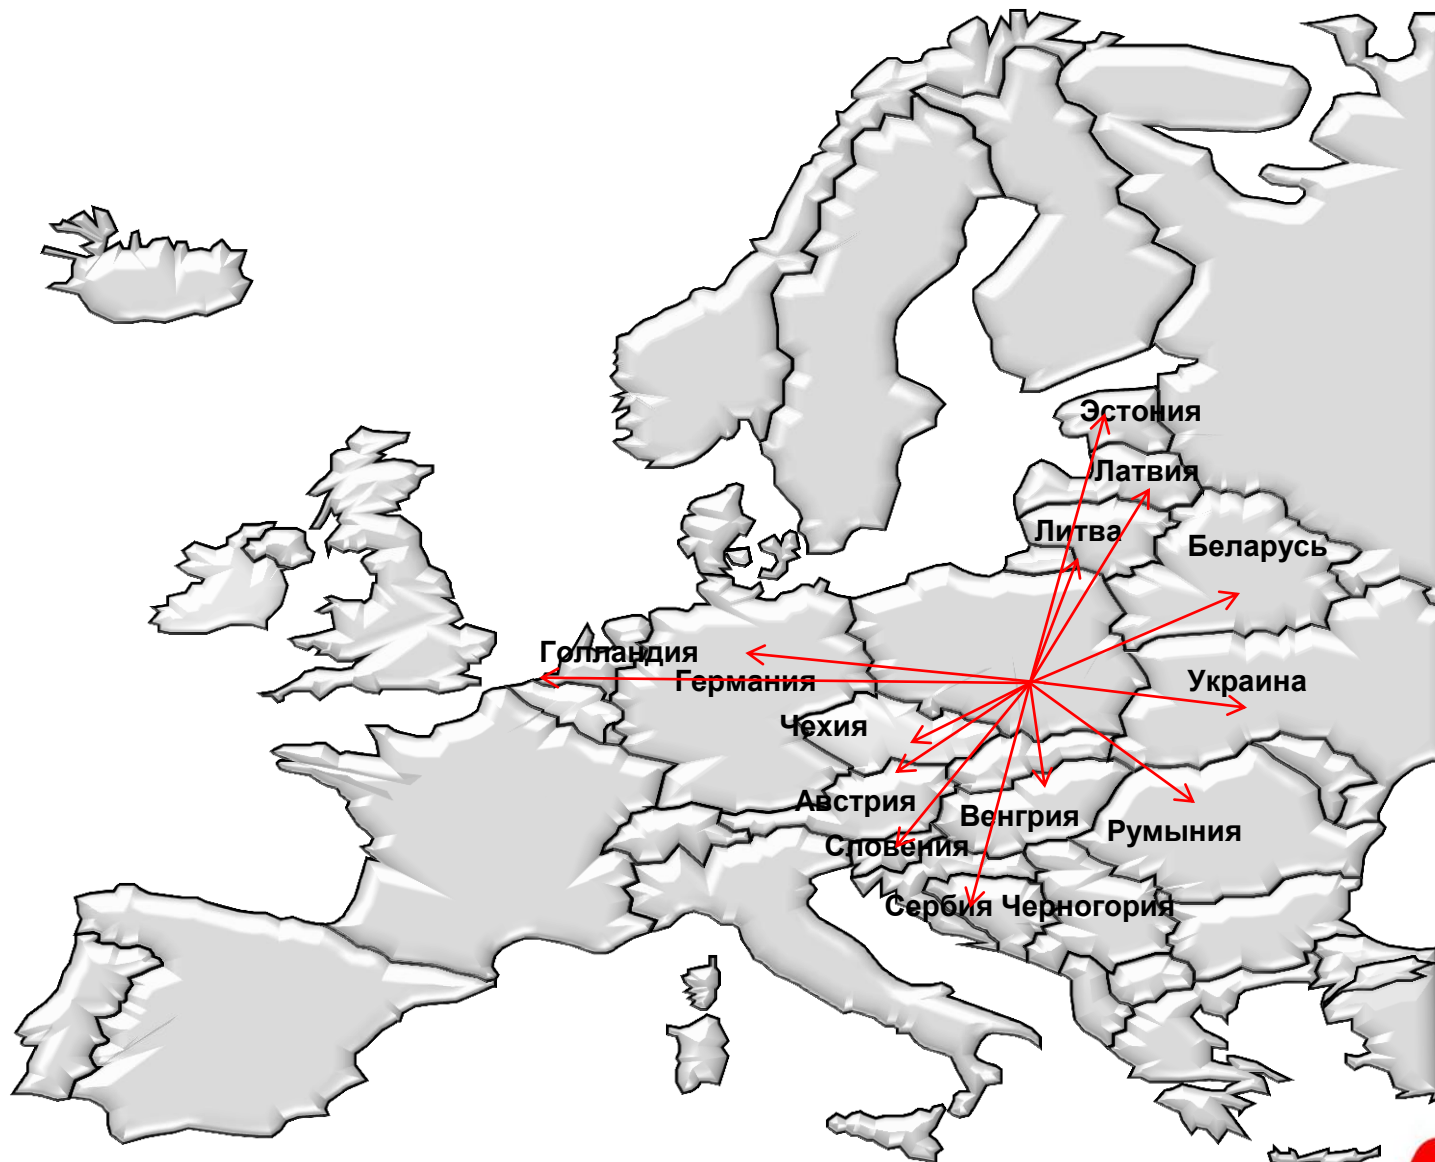 Эстония
Латвия
Литва
Беларусь
Голландия
Германия
Украина
Чехия
Австрия
Венгрия
Румыния
Словения
Сербия Черногория